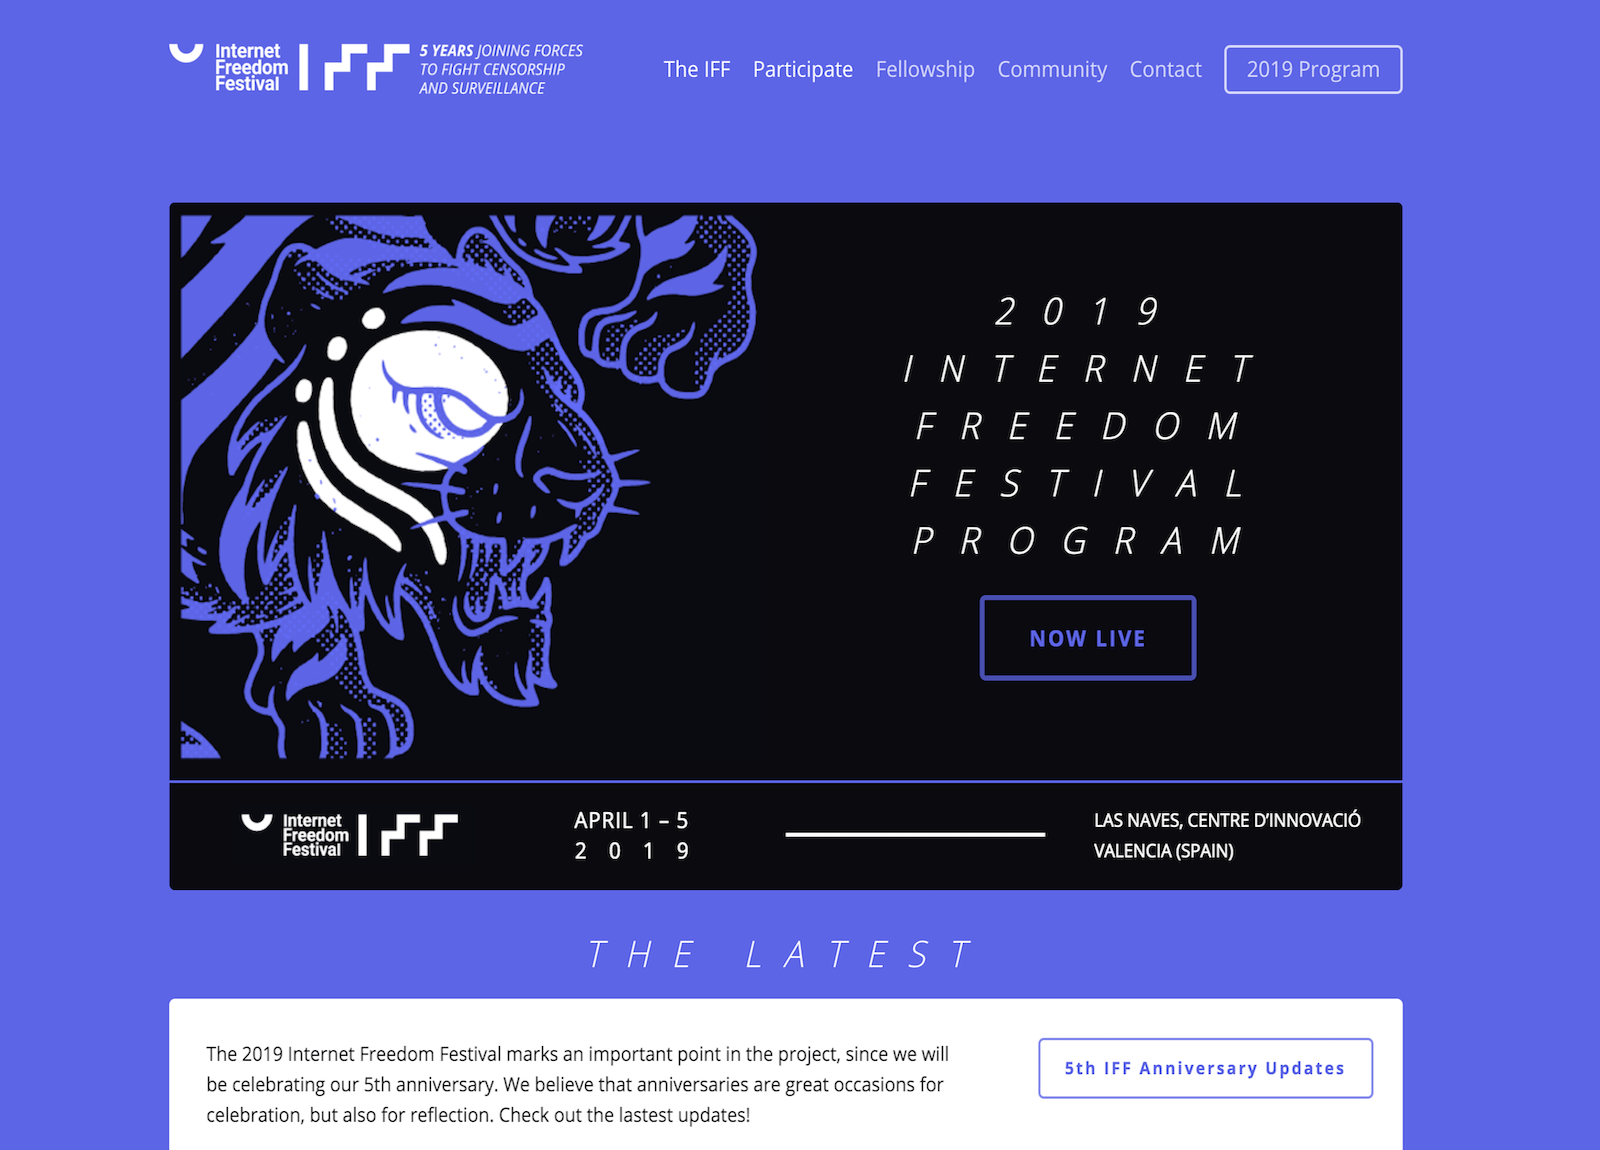 Internet
Freedom
Festival
IFF
5 YEARS JOINING FORCES
TO FIGHT CENSORSHIP
AND SURVEILLANCE
The IFF Participate Fellowship Community Contact 2019 Program
2019
INTERNET
FREEDOM
FESTIVAL
PROGRAM
NOW LIVE
Internet
Freedom
Festival
IFF
APRIL 1 – 5
2019
LAS NAVES, CENTRE D’INNOVACIÓ
VALENCIA (SPAIN)
THE LATEST
The 2019 Internet Freedom Festival marks an important point in the project, since we will
be celebrating our 5th anniversary. We believe that anniversaries are great occasions for
celebration, but also for reflection. Check out the lastest updates!
5th IFF Anniversary Updates